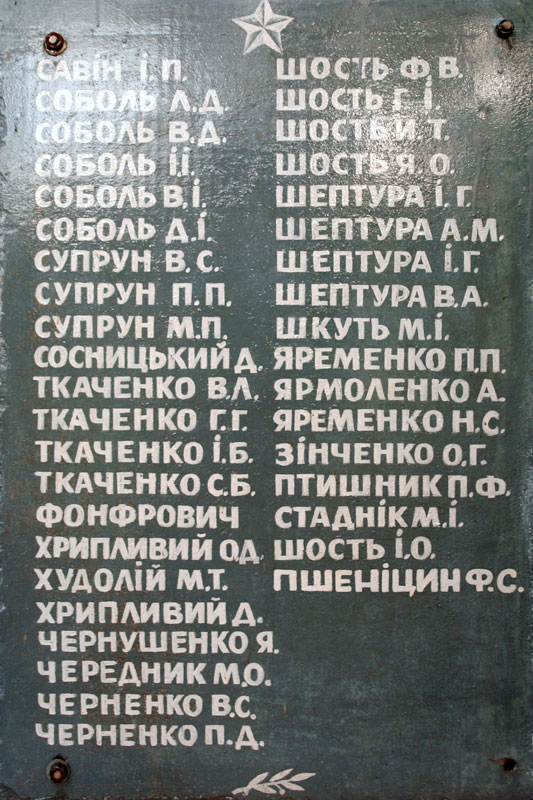 САВІН І.П.
СОБОЛЬ Л.Д.
СОБОЛЬ В.Д.
СОБОЛЬ І.І.
СОБОЛЬ В.І.
СОБОЛЬ Д.І.
СУПРУН В.С.
СУПРУН П.П.
СУПРУН М.П.
СОСНИЦЬКИЙ Д.
ТКАЧЕНКО В.Л.
ТКАЧЕНКО Г.Г.
ТКАЧЕНКО І.Б.
ТКАЧЕНКО С.Б.
ФОНФРОВИЧ
ХРИПЛИВИЙ О.Д.
ХУДОЛІЙ М.Т.
ХРИПЛИВИЙ Д.
ЧЕРНУШЕНКО Я.
ЧЕРЕДНИК М.О.
ЧЕРНЕНКО В.С.
ЧЕРНЕНКО П.Д.
ШОСТЬ Ф.В.
ШОСТЬ Г.І.
ШОСТЬ И.Т.
ШОСТЬ Я.О.
ШЕПТУРА І.Г.
ШЕПТУРА А.М.
ШЕПТУРА І.Г.
ШЕПТУРА В.А.
ШКУТЬ М.І.
ЯРЕМЕНКО П.П.
ЯРМОЛЕНКО А.
ЯРЕМЕНКО Н.С.
ЗІНЧЕНКО О.Г.
ПТИШНИК П.Ф.
СТАДНІК М.І.
ШОСТЬ І.О.
ПШЕНІЦИН Ф.С.